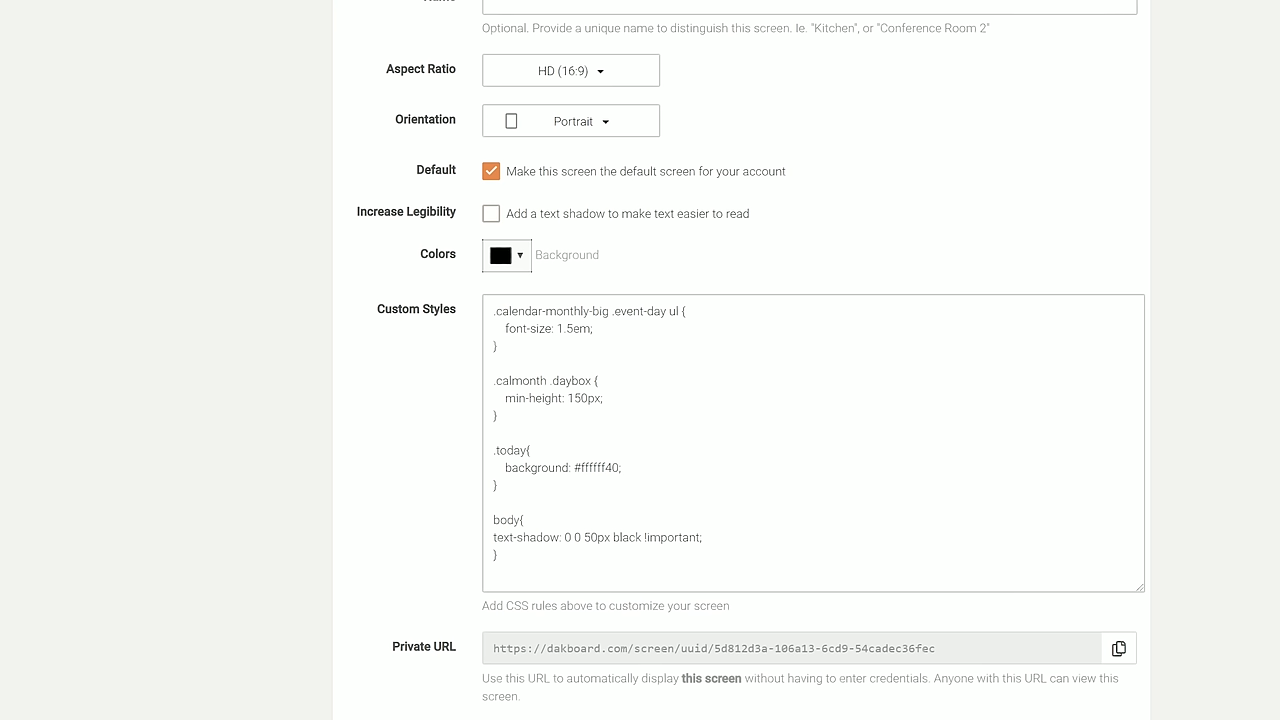 Optional. Provide a unique name to distinguish this screen. Ie. "Kitchen", or "Conference Room 2"
Aspect Ratio
HD (16:9)
Orientation
Portrait
Default
Make this screen the default screen for your account
Increase Legibility
Add a text shadow to make text easier to read
Colors
Background
Custom Styles
.calendar-monthly-big .event-day ul {
font-size: 1.5em;
}
.calmonth .daybox {
min-height: 150px;
}
.today{
background: #ffffff40;
}
body{
text-shadow: 0 0 50px black !important;
}
Add CSS rules above to customize your screen
Private URL
https://dakboard.com/screen/uuid/5d812d3a-106a13-6cd9-54cadec36fec
Use this URL to automatically display this screen without having to enter credentials. Anyone with this URL can view this
screen.